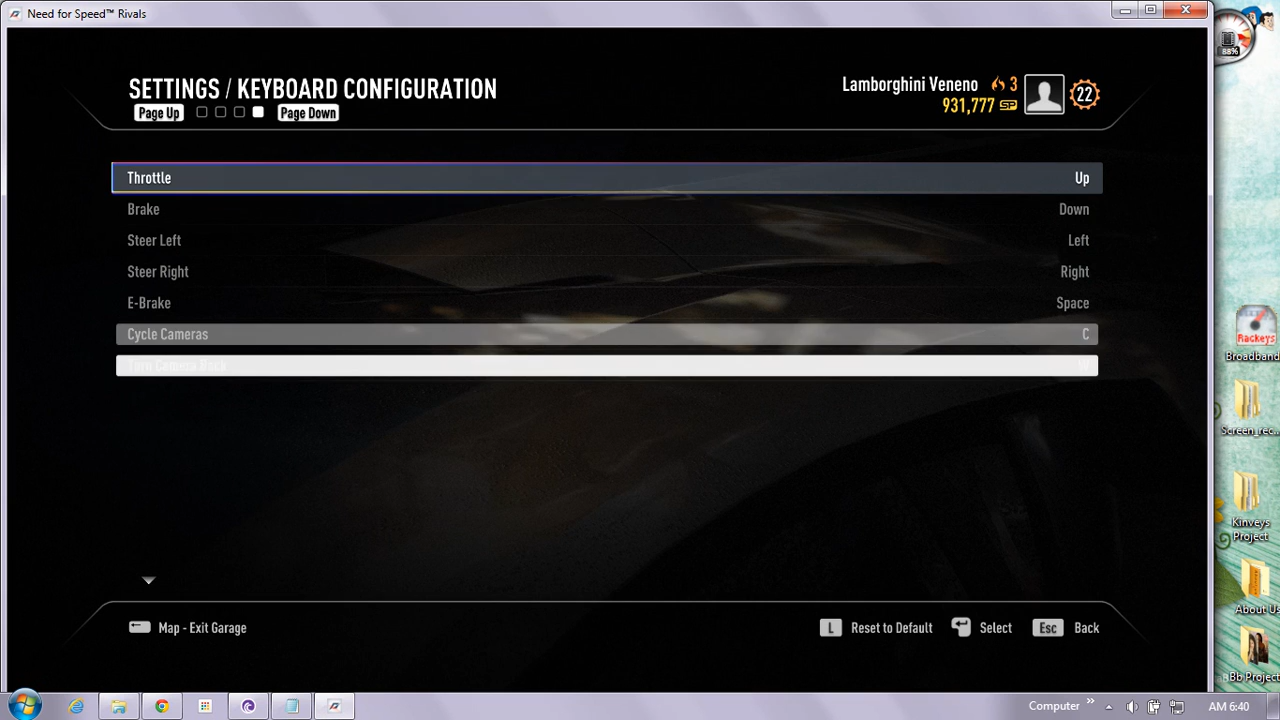 Need for Speed™ Rivals
88%
SETTINGS / KEYBOARD CONFIGURATION
Page Up
Page Down
Lamborghini Veneno 3
931,777 SP
22
Throttle Up
Brake Down
Steer Left Left
Steer Right Right
E-Brake Space
Cycle Cameras C
Map - Exit Garage
L Reset to Default
Select
Esc Back
Rackeys
Broadband
Screen_rec...
Kinveys
Project
About Us
Bb Project
Computer
AM 6:40